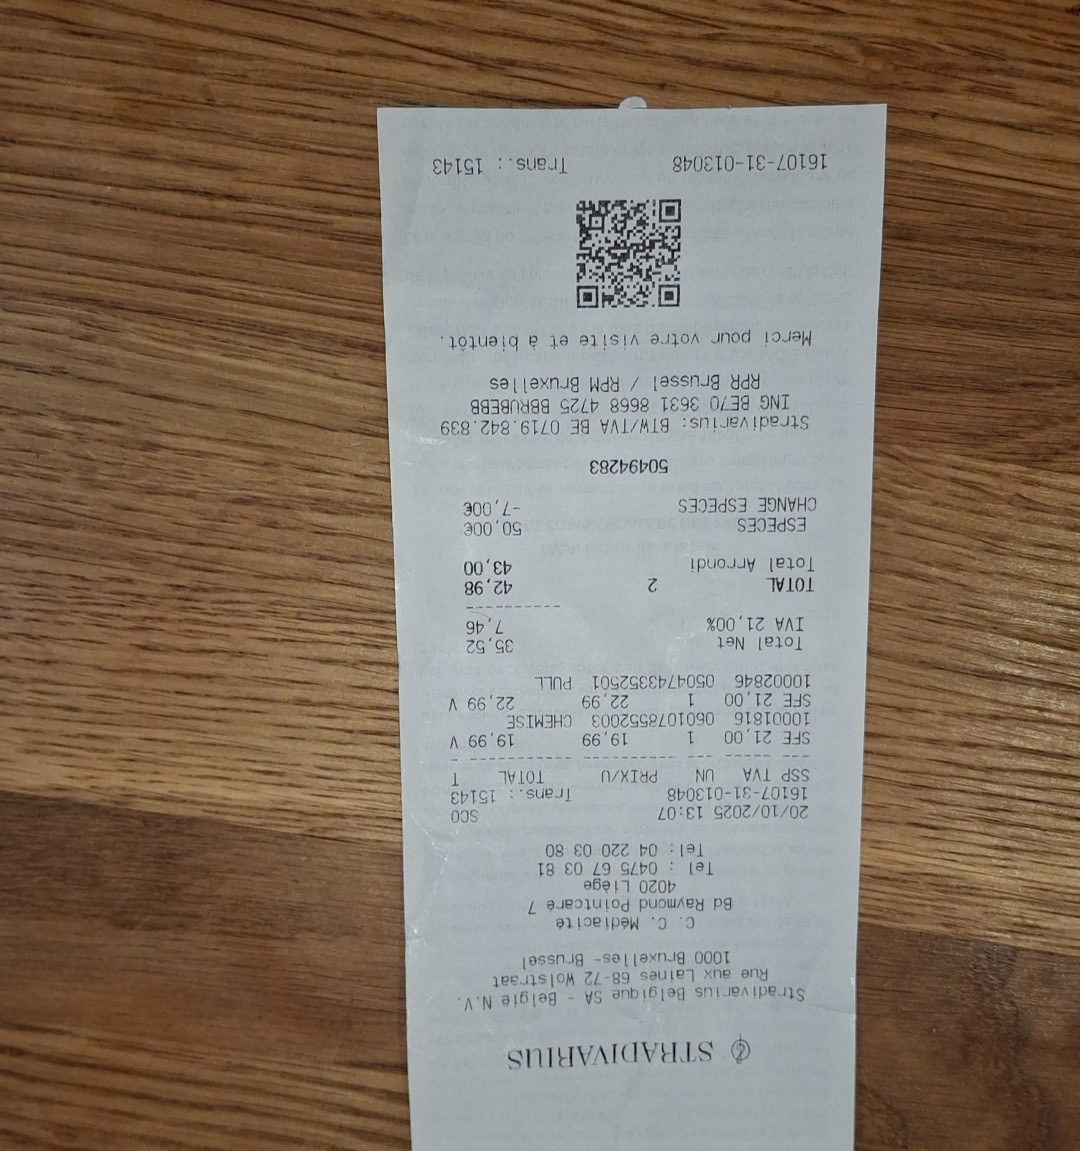 STRADIVARIUS
Stradivarius Belgique SA - Belgie N.V.
Rue aux Laines 68-72 Wolstraat
1000 Bruxelles- Brussel
C. C. Médiacité
Bd Raymond Pointcaré 7
4020 Liège
Tel : 0475 67 03 81
Tel : 04 220 03 80
20/10/2025 13:07 SCO
16107-31-013048 Trans.: 15143
SSP TVA UN PRIX/U TOTAL T
SFE 21,00 1 19,99 19,99 V
10001816 0601078552003 CHEMISE
SFE 21,00 1 22,99 22,99 V
10002846 0504743352501 PULL
Total Net 35,52
IVA 21,00% 7,46
TOTAL 2 42,98
Total Arrondi 43,00
ESPECES 50,00€
CHANGE ESPECES -7,00€
50494283
Stradivarius: BTW/TVA BE 0719.842.839
ING BE70 3631 8668 4725 BBRUBEBB
RPR Brussel / RPM Bruxelles
Merci pour votre visite et à bientôt.
16107-31-013048 Trans.: 15143